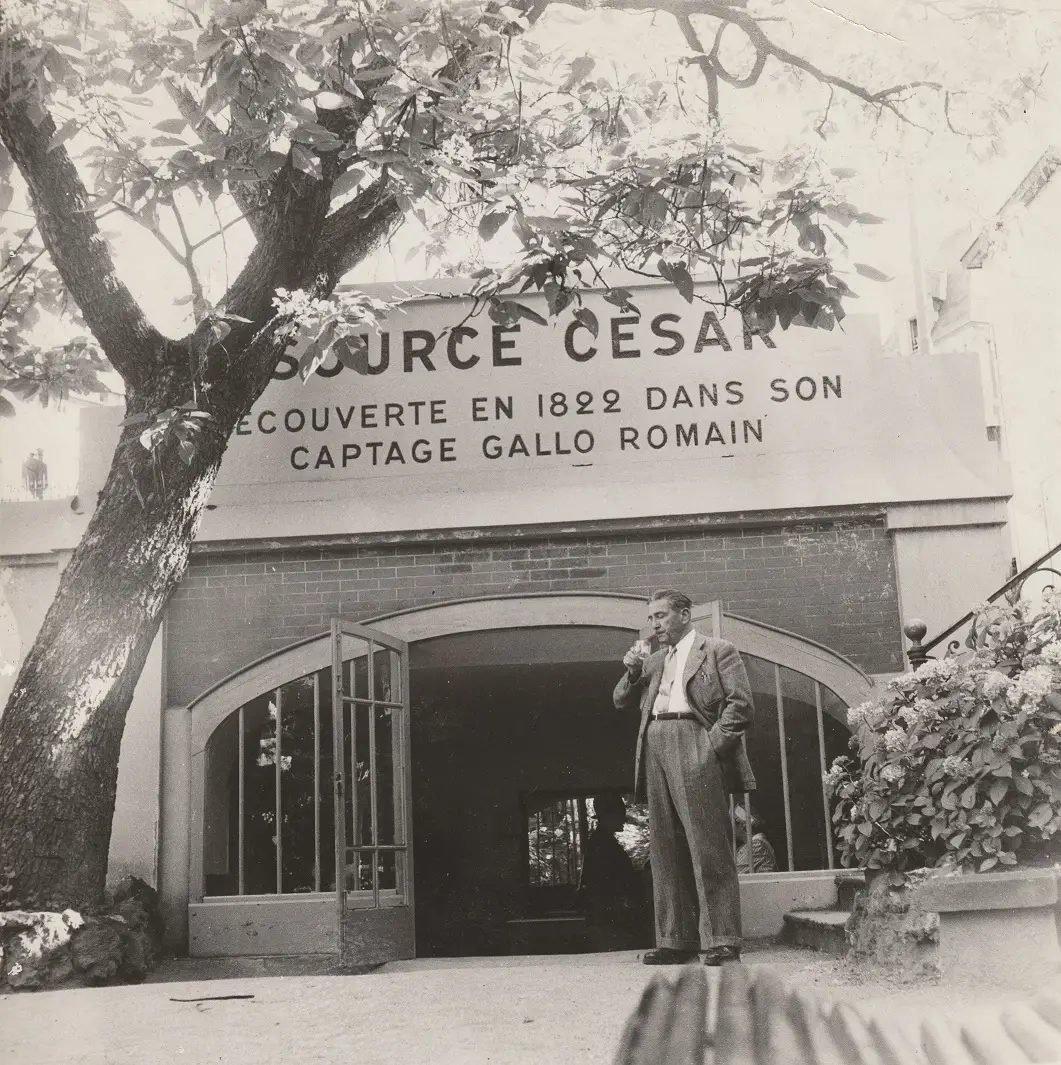 SOURCE CESAR
ECOUVERTE EN 1822 DANS SON
CAPTAGE GALLO ROMAIN